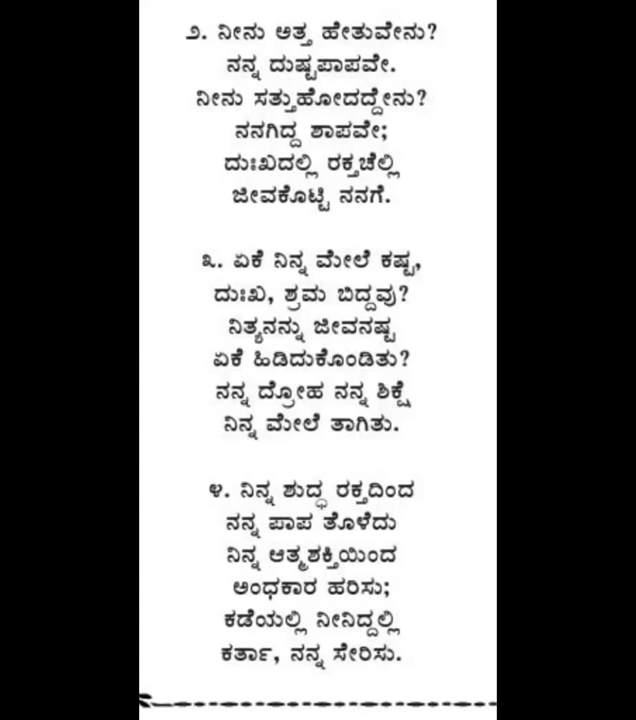 ೨. ನೀನು ಅತ್ತ ಹೇತುವೇನು?
ನನ್ನ ದುಷ್ಟಪಾಪವೇ.
ನೀನು ಸತ್ತುಹೋದದ್ದೇನು?
ನನಗಿದ್ದ ಶಾಪವೇ;
ದುಃಖದಲ್ಲಿ ರಕ್ತಚೆಲ್ಲಿ
ಜೀವಕೊಟ್ಟಿ ನನಗೆ.
೩. ಏಕೆ ನಿನ್ನ ಮೇಲೆ ಕಷ್ಟ,
ದುಃಖ, ಶ್ರಮ ಬಿದ್ದವು?
ನಿತ್ಯನನ್ನು ಜೀವನಷ್ಟ
ಏಕೆ ಹಿಡಿದುಕೊಂಡಿತು?
ನನ್ನ ದ್ರೋಹ ನನ್ನ ಶಿಕ್ಷೆ
ನಿನ್ನ ಮೇಲೆ ತಾಗಿತು.
೪. ನಿನ್ನ ಶುದ್ಧ ರಕ್ತದಿಂದ
ನನ್ನ ಪಾಪ ತೊಳೆದು
ನಿನ್ನ ಆತ್ಮಶಕ್ತಿಯಿಂದ
ಅಂಧಕಾರ ಹರಿಸು;
ಕಡೆಯಲ್ಲಿ ನೀನಿದ್ದಲ್ಲಿ
ಕರ್ತಾ, ನನ್ನ ಸೇರಿಸು.